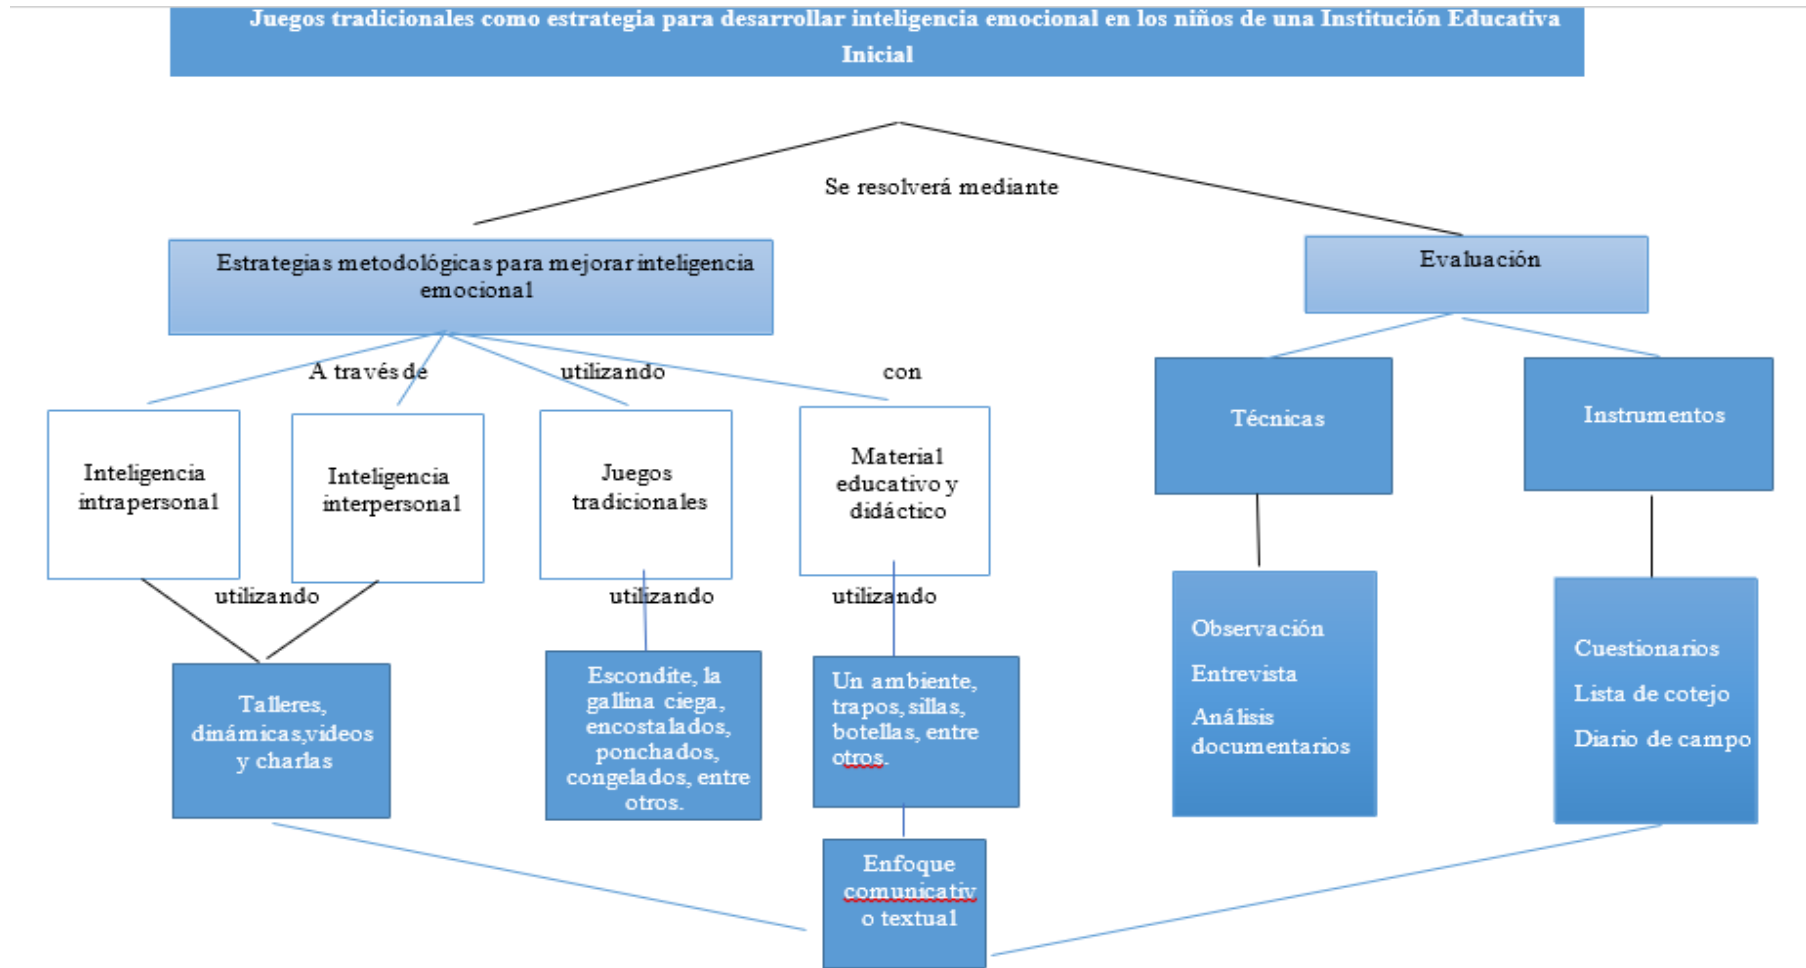 Juegos tradicionales como estrategia para desarrollar inteligencia emocional en los niños de una Institución Educativa
Inicial
Se resolverá mediante
Estrategias metodológicas para mejorar inteligencia
emocional
Evaluación
A través de
utilizando
con
Inteligencia
intrapersonal
Inteligencia
interpersonal
Juegos
tradicionales
Material
educativo y
didáctico
Técnicas
Instrumentos
utilizando
utilizando
utilizando
Talleres,
dinámicas,videos
y charlas
Escondite, la
gallina ciega,
encostalados,
ponchados,
congelados, entre
otros.
Un ambiente,
trapos, sillas,
botellas, entre
otros.
Observación
Entrevista
Análisis
documentarios
Cuestionarios
Lista de cotejo
Diario de campo
Enfoque
comunicativ
o textual